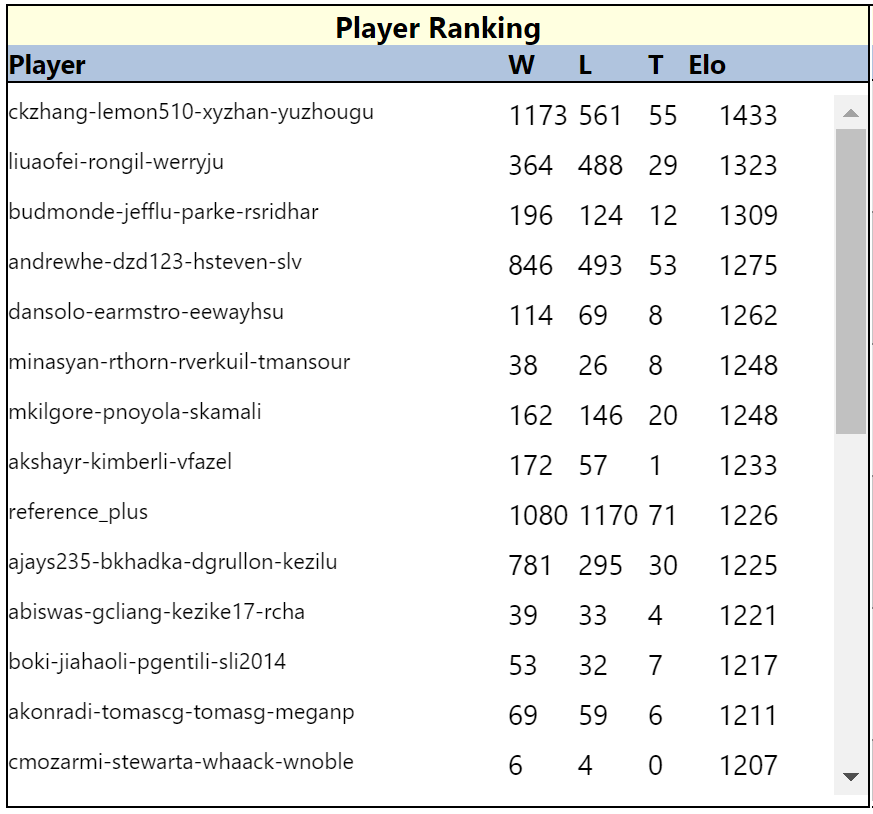 Player Ranking
Player W L T Elo
ckzhang-lemon510-xyzhan-yuzhougu 1173 561 55 1433
liuaofei-rongil-werryju 364 488 29 1323
budmonde-jefflu-parke-rsridhar 196 124 12 1309
andrewhe-dzd123-hsteven-slv 846 493 53 1275
dansolo-earmstro-eewayhsu 114 69 8 1262
minasyan-rthorn-rverkuil-tmansour 38 26 8 1248
mkilgore-pnoyola-skamali 162 146 20 1248
akshayr-kimberli-vfazel 172 57 1 1233
reference_plus 1080 1170 71 1226
ajays235-bkhadka-dgrullon-kezilu 781 295 30 1225
abiswas-gcliang-kezike17-rcha 39 33 4 1221
boki-jiahaoli-pgentili-sli2014 53 32 7 1217
akonradi-tomascg-tomasg-meganp 69 59 6 1211
cmozarmi-stewarta-whaack-wnoble 6 4 0 1207